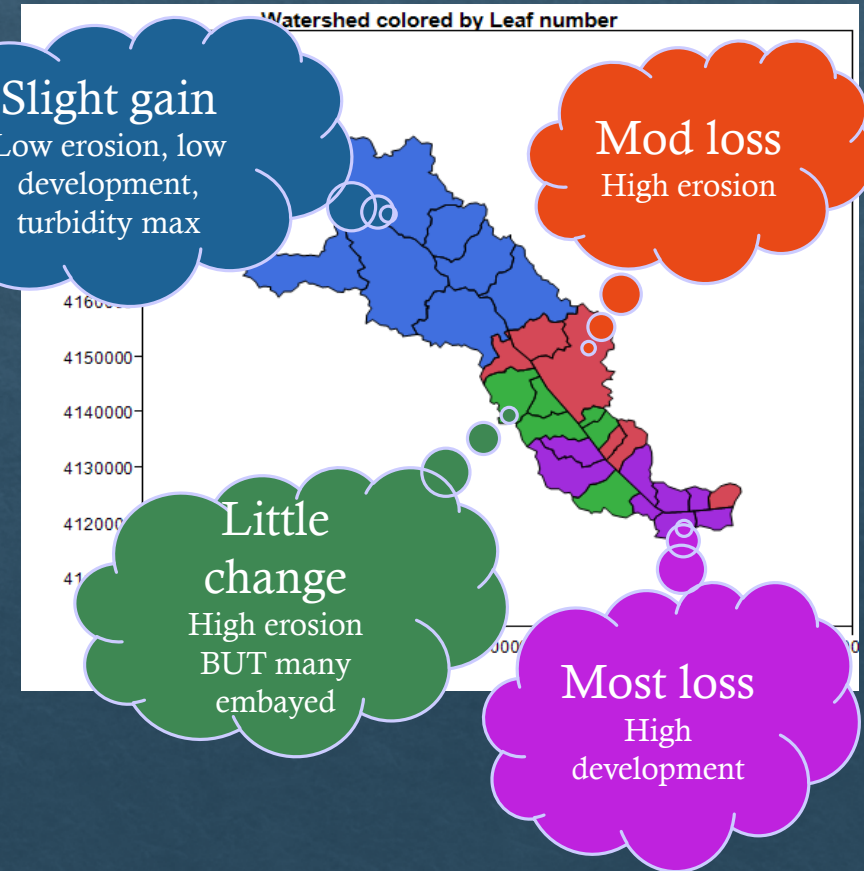 Watershed colored by Leaf number
Slight gain
Low erosion, low
development,
turbidity max
Mod loss
High erosion
4150000
4140000
4130000
Little
change
High erosion
BUT many
embayed
Most loss
High
development